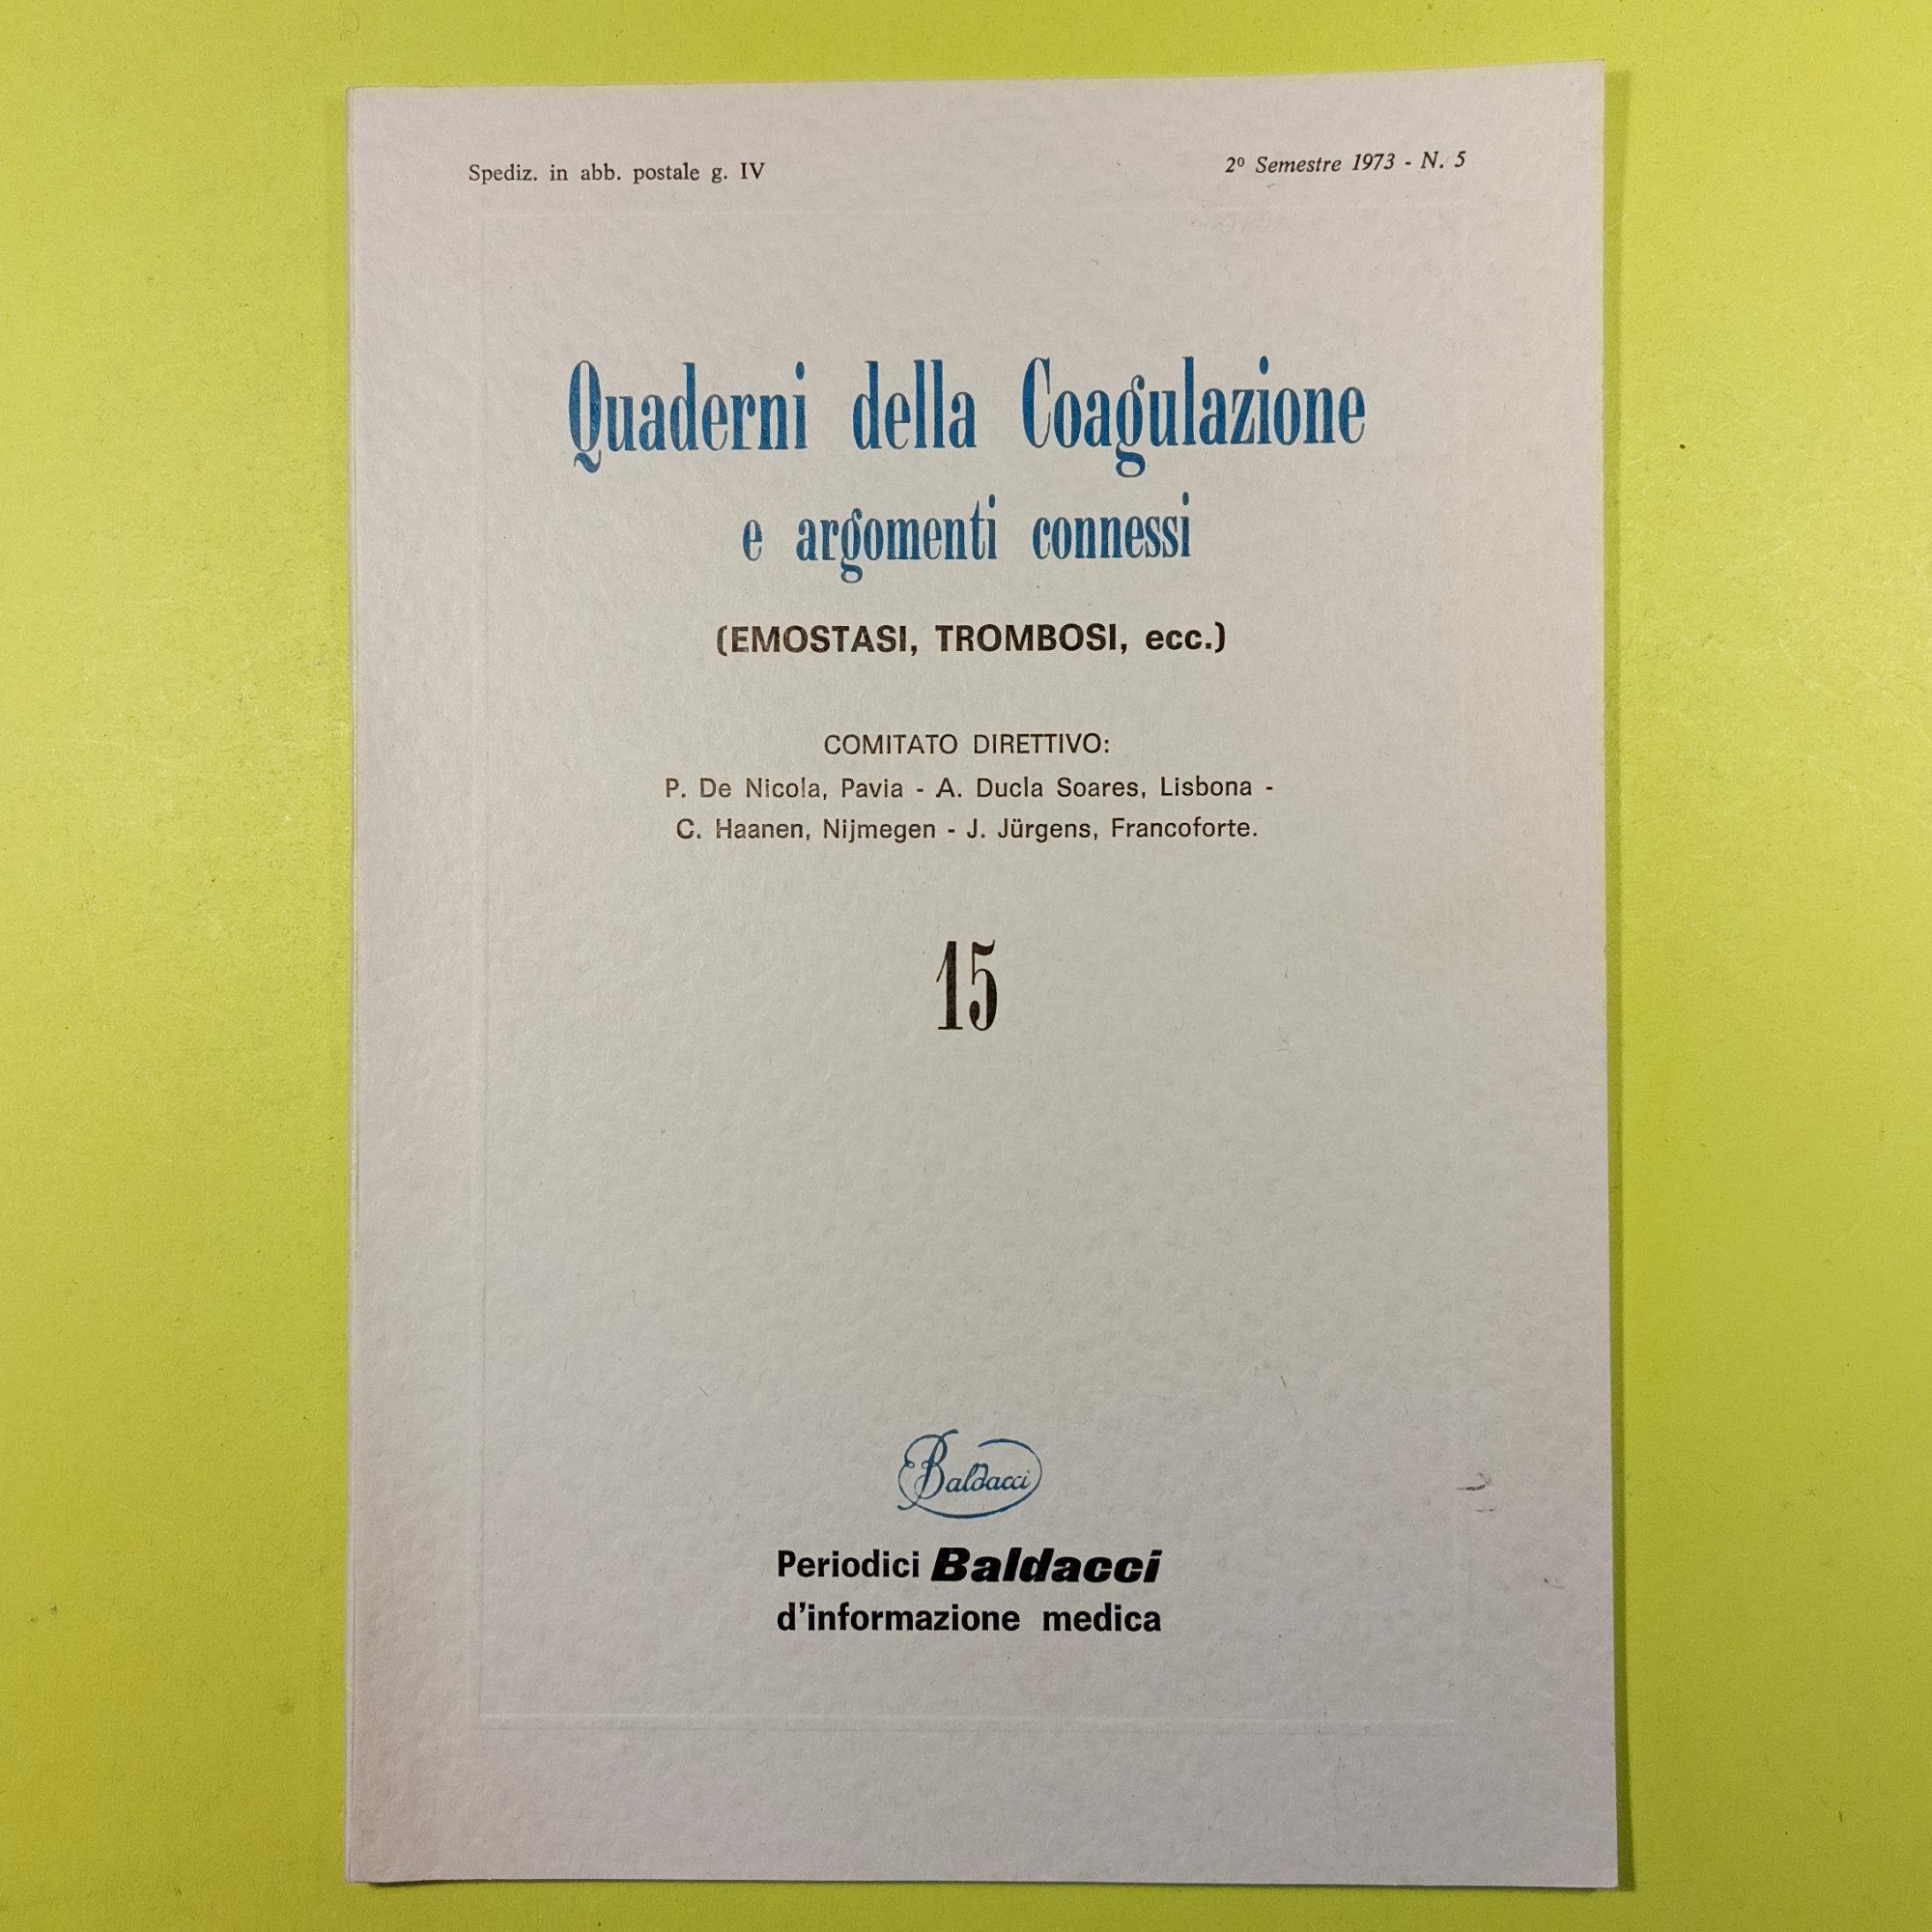 Spediz. in abb. postale g. IV
2º Semestre 1973 - N. 5
Quaderni della Coagulazione
e argomenti connessi
(EMOSTASI, TROMBOSI, ecc.)
COMITATO DIRETTIVO:
P. De Nicola, Pavia - A. Ducla Soares, Lisbona -
C. Haanen, Nijmegen - J. Jürgens, Francoforte.
15
Baldacci
Periodici Baldacci
d'informazione medica